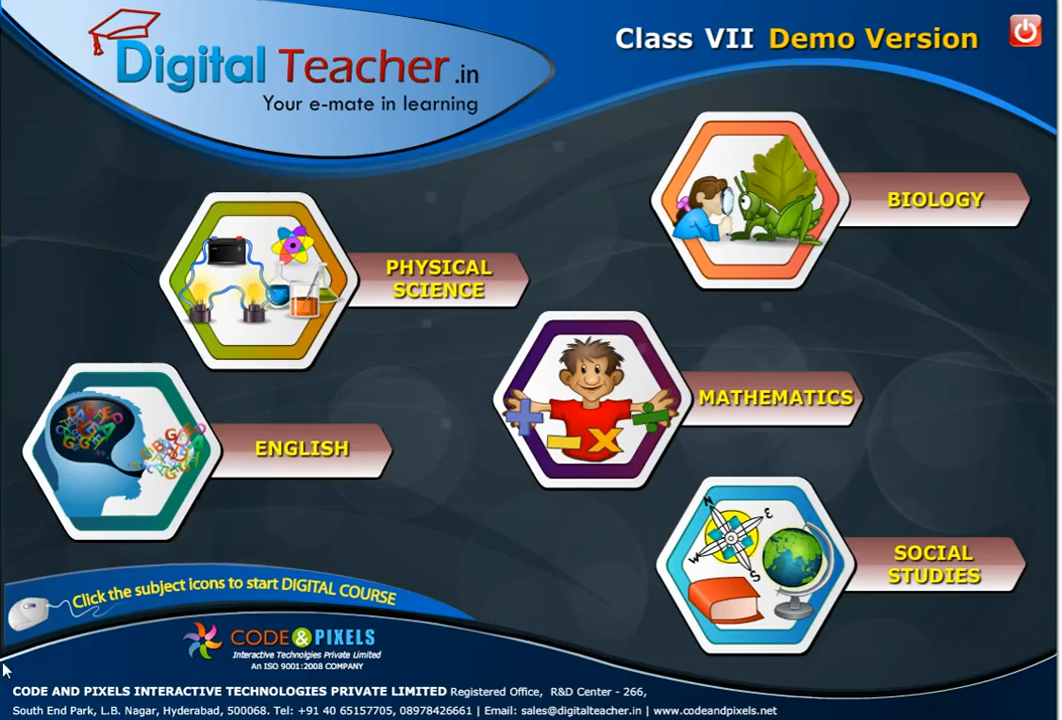 Digital Teacher.in
Your e-mate in learning
Class VII Demo Version
BIOLOGY
PHYSICAL
SCIENCE
MATHEMATICS
ENGLISH
N
E
W
S
SOCIAL
STUDIES
Click the subject icons to start DIGITAL COURSE
CODE & PIXELS
Interactive Technolgies Private Limited
An ISO 9001:2008 COMPANY
CODE AND PIXELS INTERACTIVE TECHNOLOGIES PRIVATE LIMITED Registered Office, R&D Center - 266,
South End Park, L.B. Nagar, Hyderabad, 500068. Tel: +91 40 65157705, 08978426661 | Email: sales@digitalteacher.in | www.codeandpixels.net